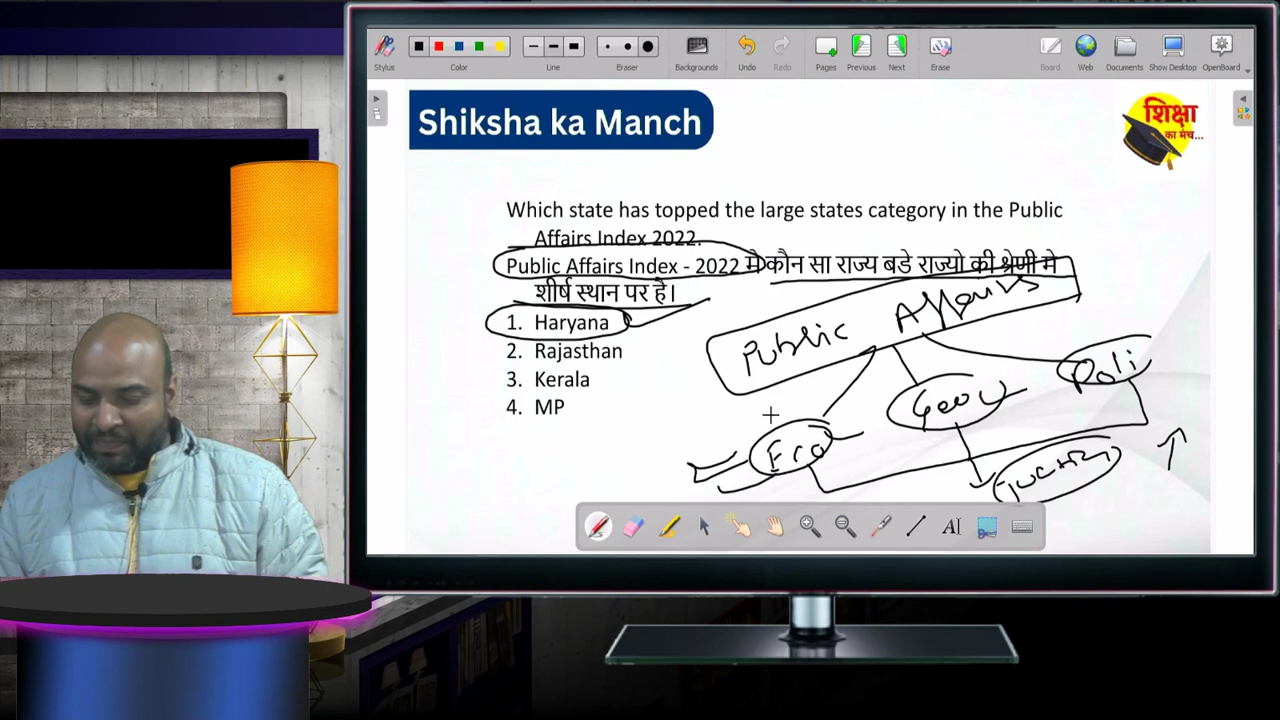 Stylus
Color
Line
Eraser
Backgrounds
Undo
Redo
Pages
Previous
Next
Erase
Board
Web
Documents
Show Desktop
OpenBoard
Shiksha ka Manch
शिक्षा
का मंच...
Which state has topped the large states category in the Public
Affairs Index 2022.
Public Affairs Index - 2022 मे कौन सा राज्य बडे राज्यो की श्रेणी मे
शीर्ष स्थान पर है।
1. Haryana
2. Rajasthan
3. Kerala
4. MP
Public Affairs
Eco
Poli
AI